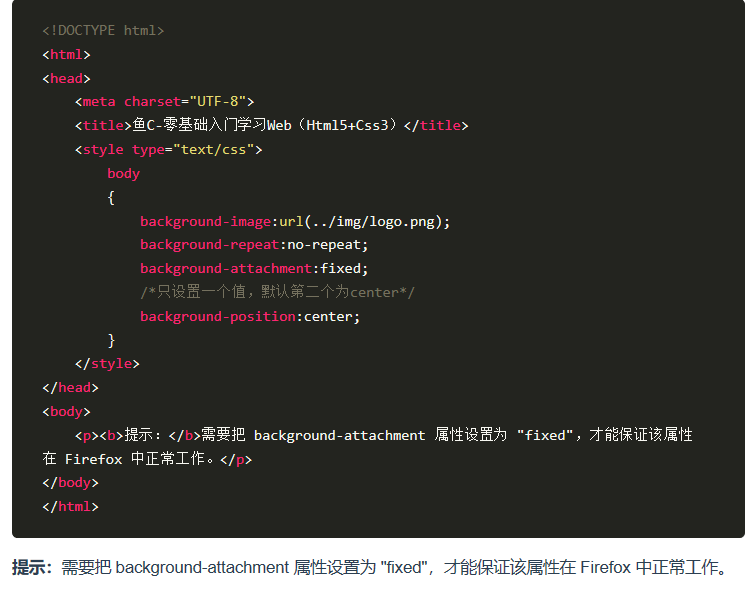 <!DOCTYPE html>
<html>
<head>
    <meta charset="UTF-8">
    <title>鱼C-零基础入门学习Web（Html5+Css3）</title>
    <style type="text/css">
        body
        {
            background-image:url(../img/logo.png);
            background-repeat:no-repeat;
            background-attachment:fixed;
            /*只设置一个值，默认第二个为center*/
            background-position:center;
        }
    </style>
</head>
<body>
    <p><b>提示：</b>需要把 background-attachment 属性设置为 "fixed"，才能保证该属性
在 Firefox 中正常工作。</p>
</body>
</html>
提示：需要把 background-attachment 属性设置为 "fixed"，才能保证该属性在 Firefox 中正常工作。